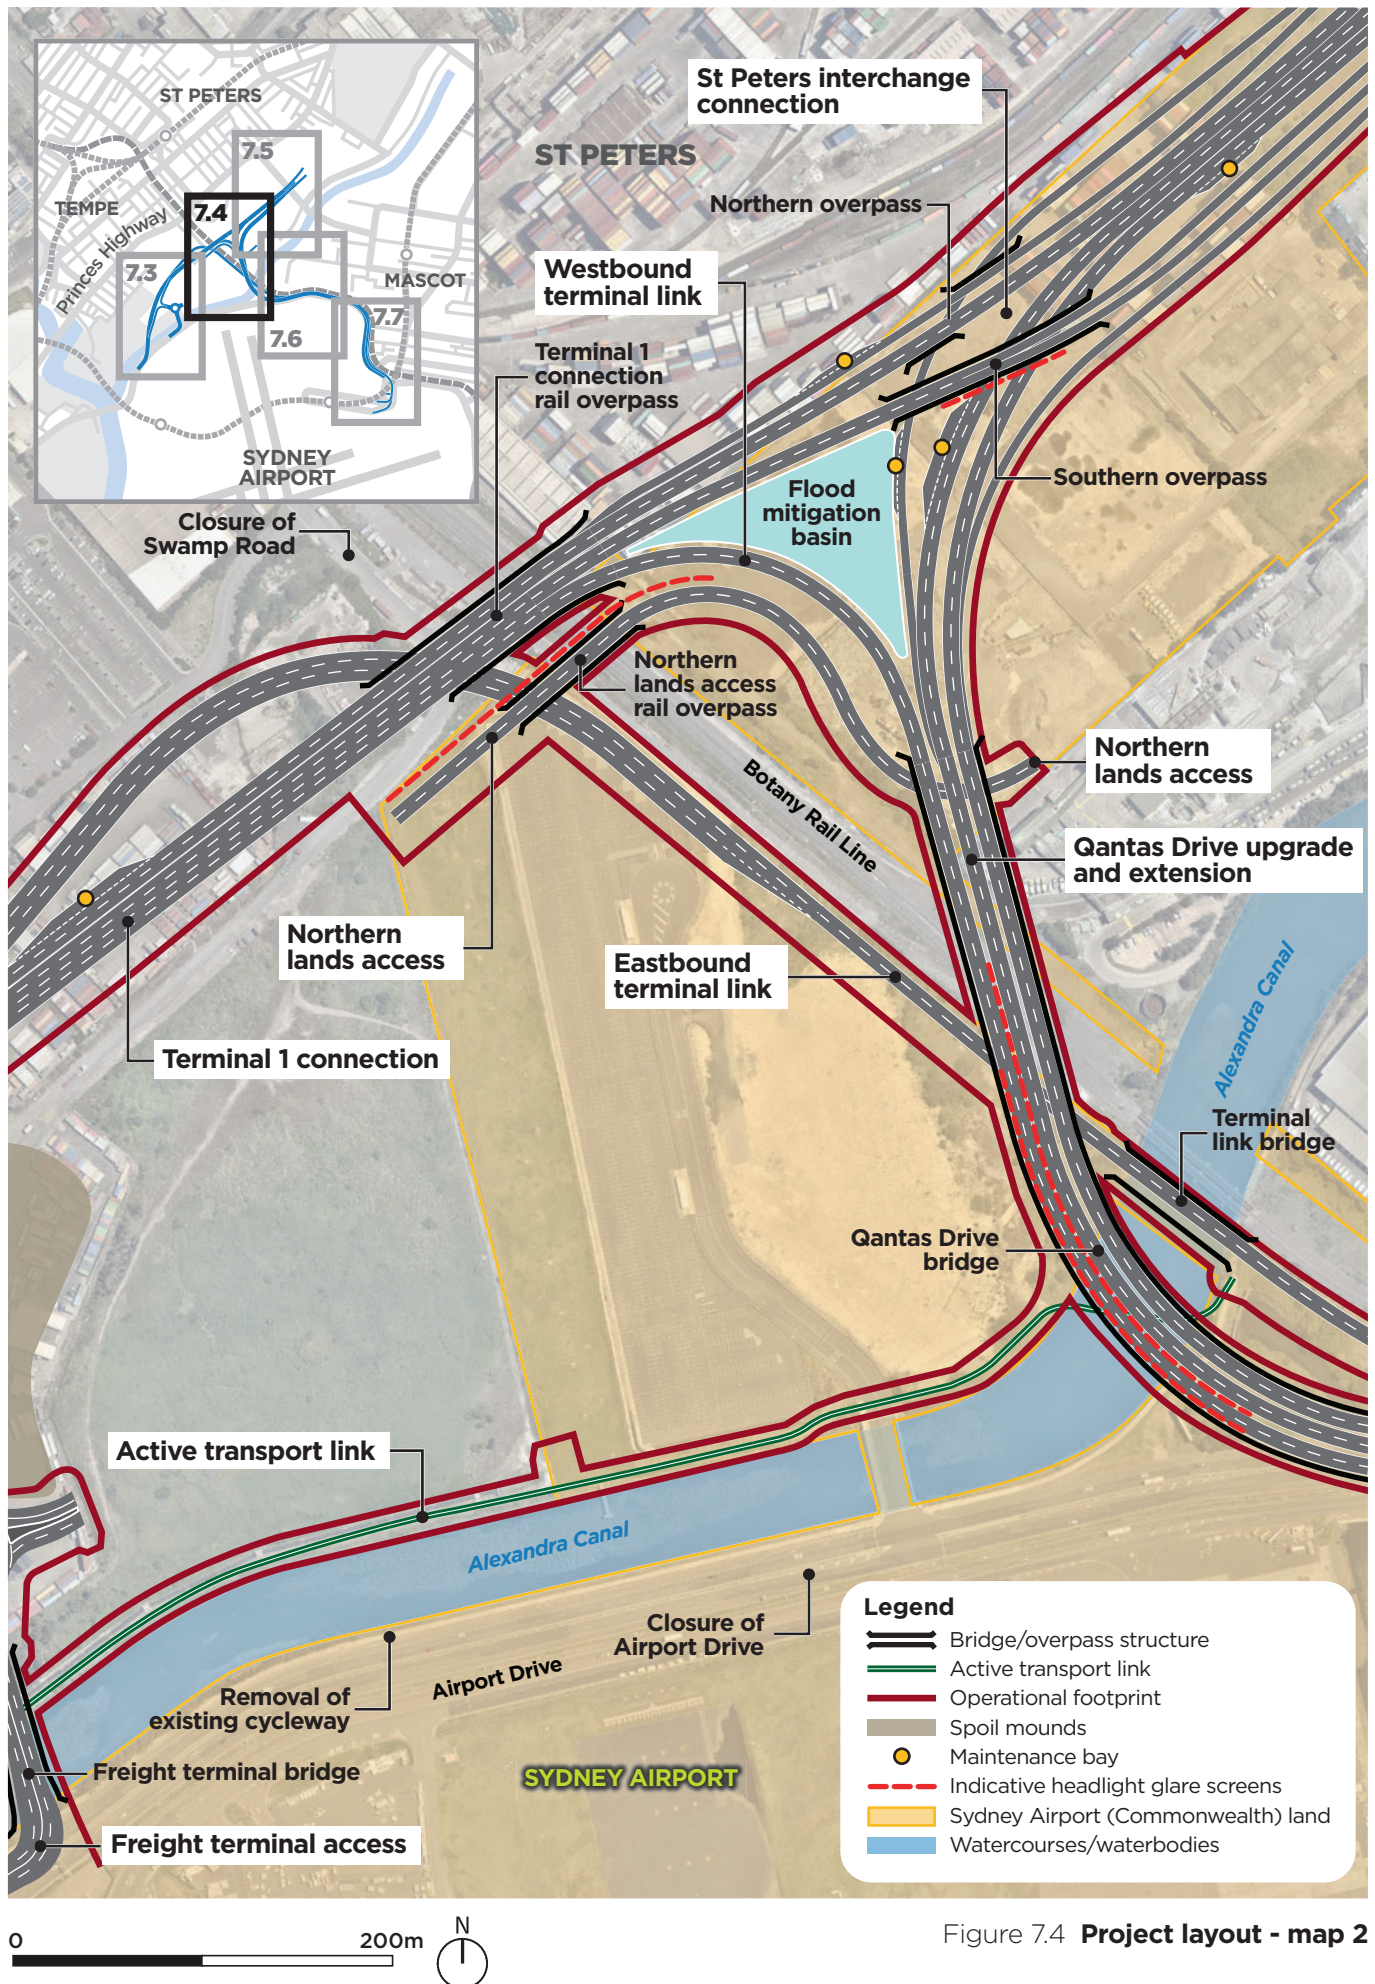 ST PETERS
7.5
TEMPE
7.4
Princes Highway
7.3
MASCOT
7.7
7.6
SYDNEY
AIRPORT
St Peters interchange
connection
ST PETERS
Northern overpass
Westbound
terminal link
Terminal 1
connection
rail overpass
Southern overpass
Flood
mitigation
basin
Closure of
Swamp Road
Northern
lands access
rail overpass
Northern
lands access
Botany Rail Line
Qantas Drive upgrade
and extension
Northern
lands access
Eastbound
terminal link
Alexandra Canal
Terminal 1 connection
Terminal
link bridge
Qantas Drive
bridge
Active transport link
Alexandra Canal
Closure of
Airport Drive
Airport Drive
Removal of
existing cycleway
Freight terminal bridge
SYDNEY AIRPORT
Freight terminal access
Legend
Bridge/overpass structure
Active transport link
Operational footprint
Spoil mounds
Maintenance bay
Indicative headlight glare screens
Sydney Airport (Commonwealth) land
Watercourses/waterbodies
0
200m
N
Figure 7.4 Project layout - map 2